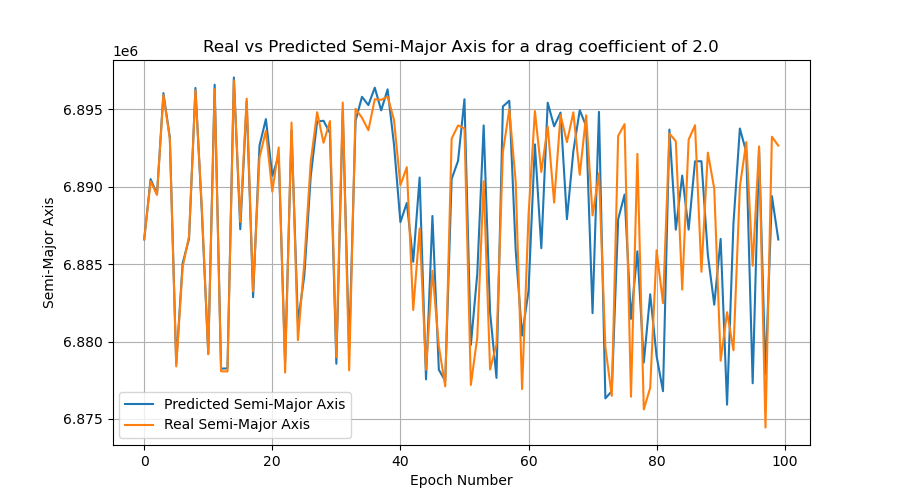 Real vs Predicted Semi-Major Axis for a drag coefficient of 2.0
1e6
6.895
6.890
6.885
6.880
6.875
Semi-Major Axis
Predicted Semi-Major Axis
Real Semi-Major Axis
0 20 40 60 80 100
Epoch Number